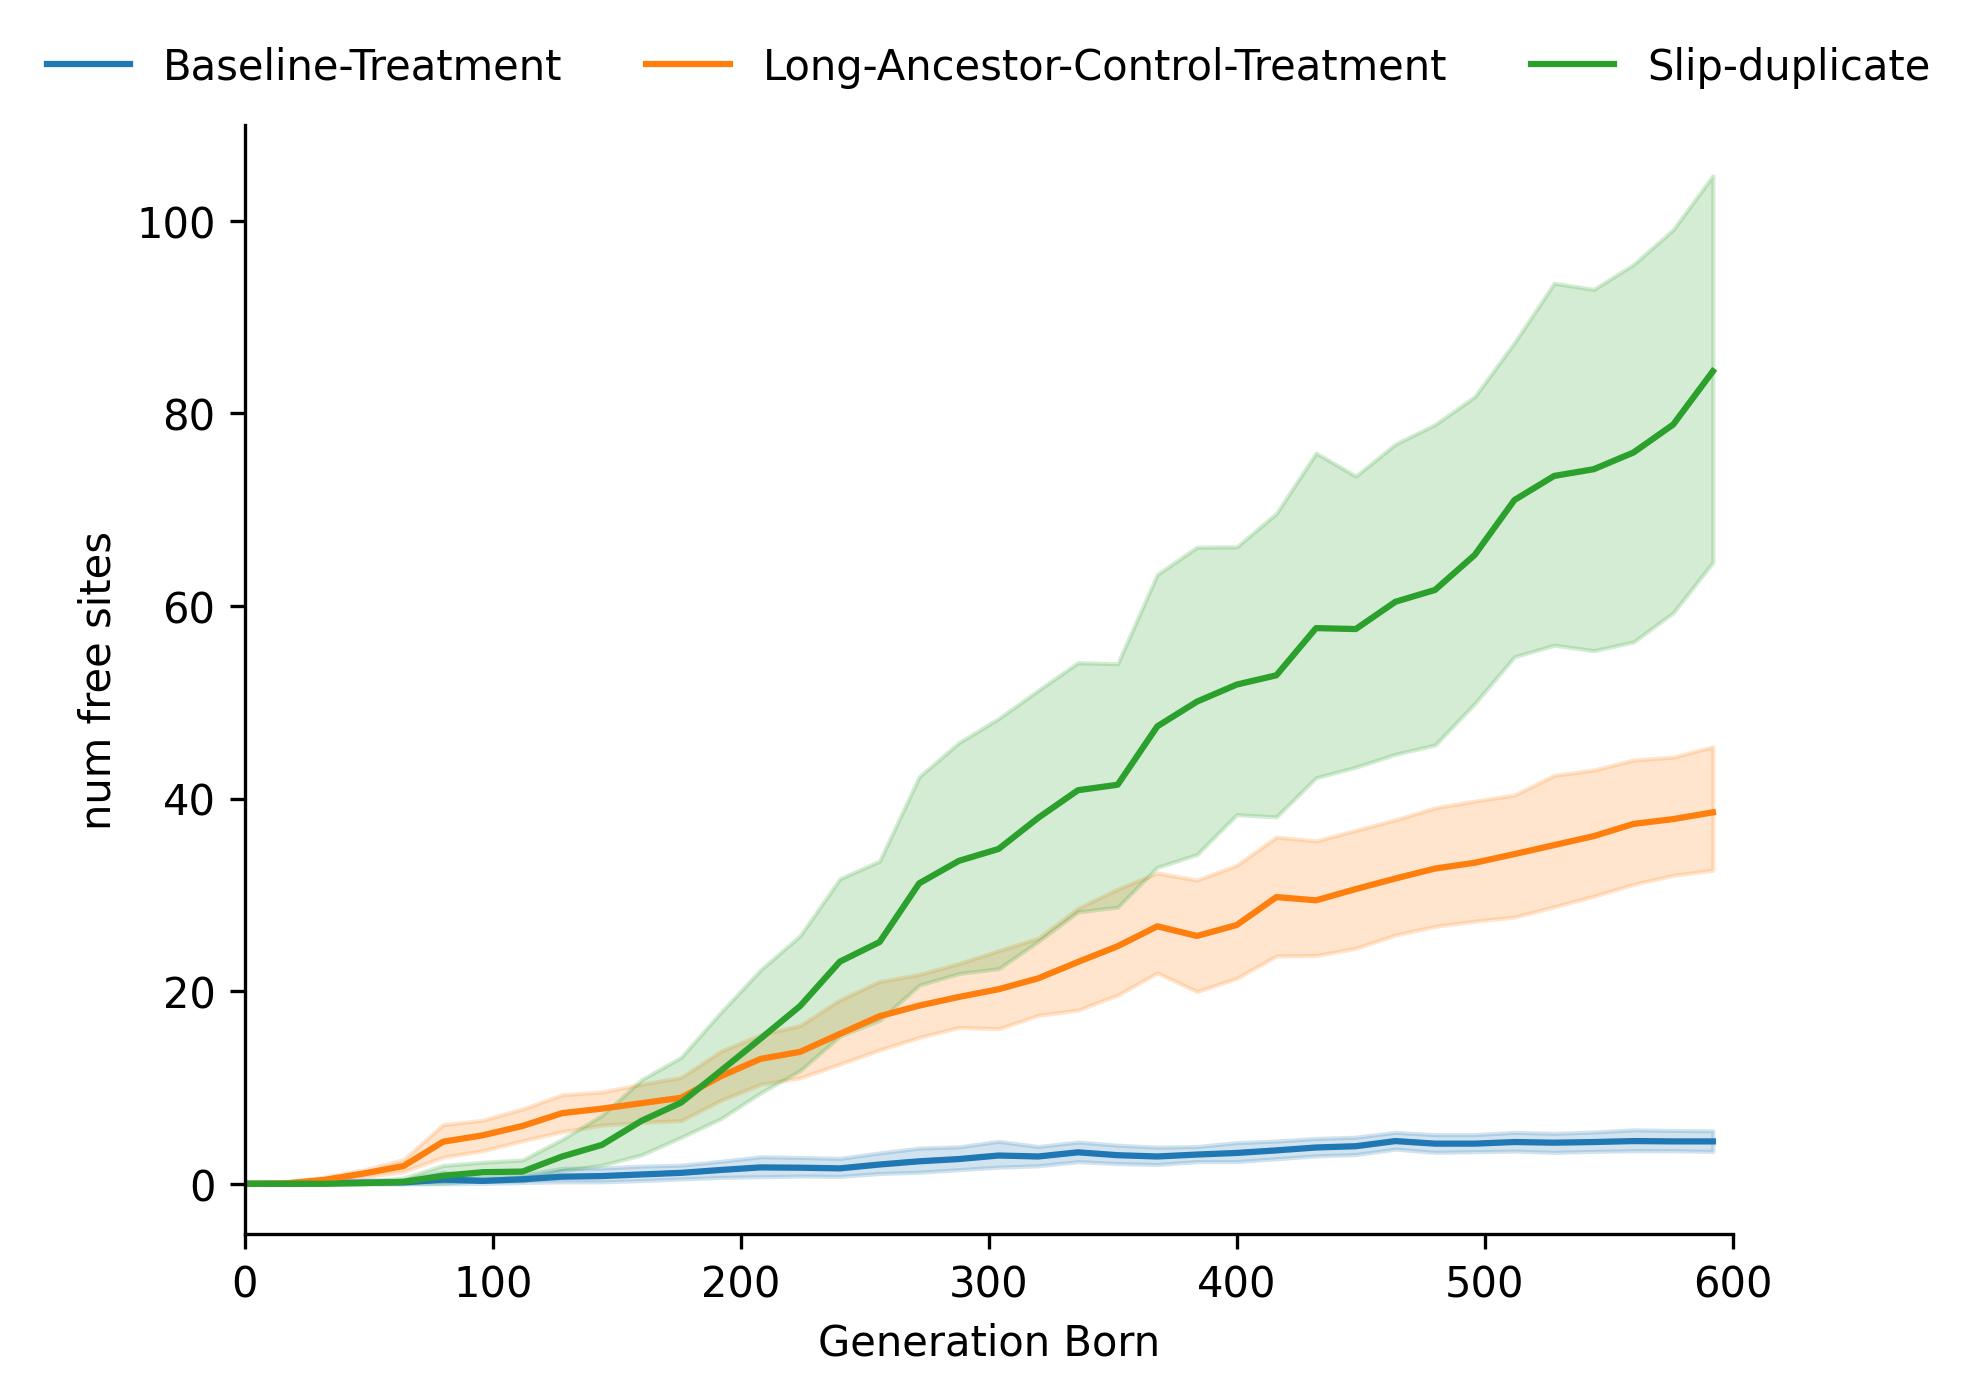 Baseline-Treatment Long-Ancestor-Control-Treatment Slip-duplicate
100
80
60
40
20
0
num free sites
0 100 200 300 400 500 600
Generation Born